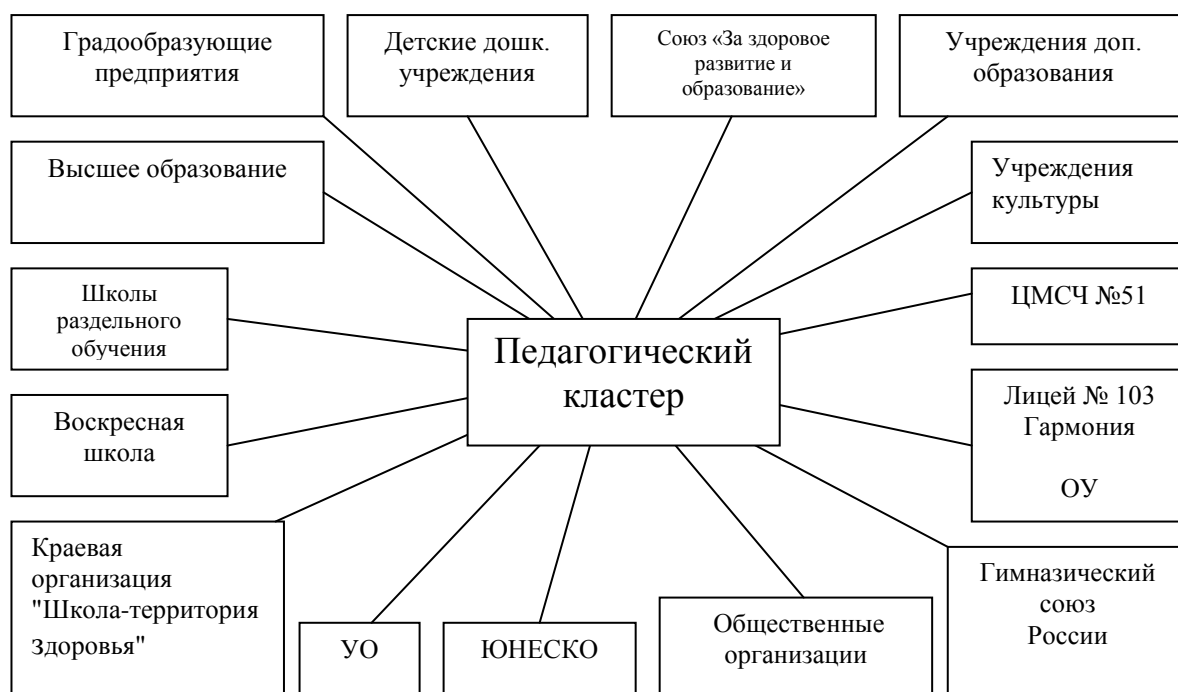 Градообразующие
предприятия
Детские дошк.
учреждения
Союз «За здоровое
развитие и
образование»
Учреждения доп.
образования
Высшее образование
Учреждения
культуры
Школы
раздельного
обучения
ЦМСЧ №51
Педагогический
кластер
Воскресная
школа
Лицей № 103
Гармония
ОУ
Краевая
организация
"Школа-территория
Здоровья"
УО
ЮНЕСКО
Общественные
организации
Гимназический
союз
России